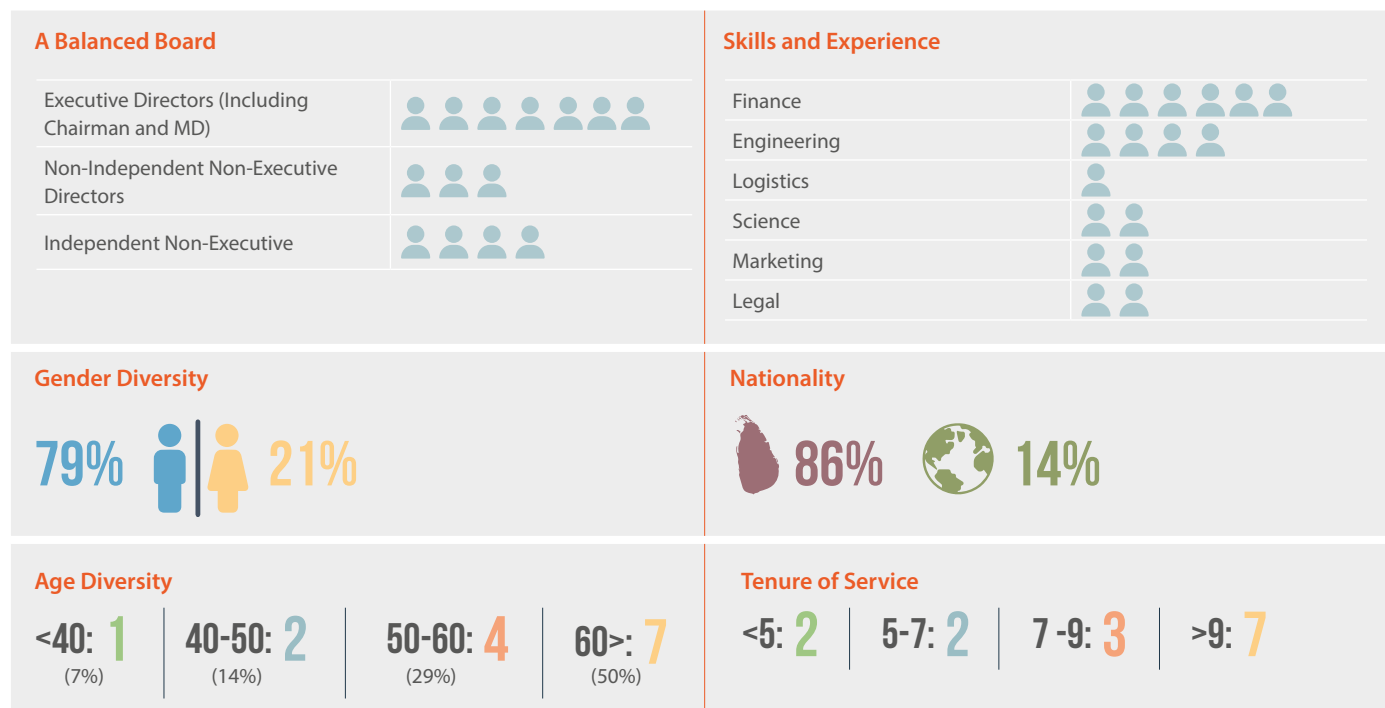 A Balanced Board
Executive Directors (Including
Chairman and MD)
Non-Independent Non-Executive
Directors
Independent Non-Executive
Skills and Experience
Finance
Engineering
Logistics
Science
Marketing
Legal
Gender Diversity
79% 21%
Nationality
86% 14%
Age Diversity
<40: 1 40-50: 2 50-60: 4 60>: 7
(7%) (14%) (29%) (50%)
Tenure of Service
<5: 2 5-7: 2 7 -9: 3 >9: 7